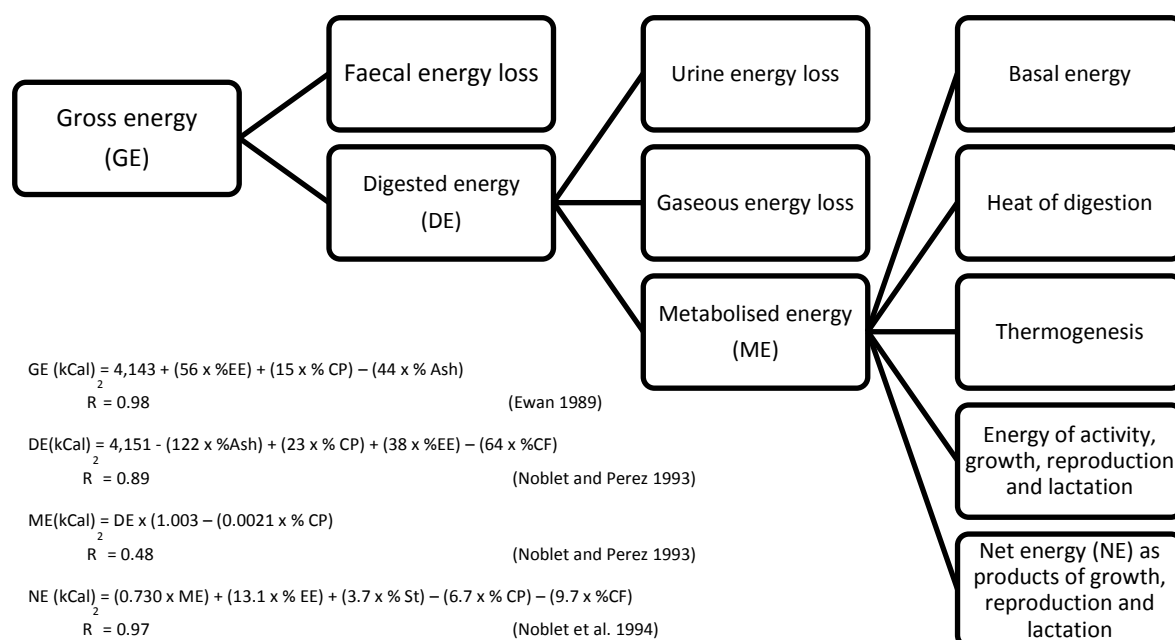 Gross energy
(GE)
Faecal energy loss
Digested energy
(DE)
Urine energy loss
Gaseous energy loss
Metabolised energy
(ME)
Basal energy
Heat of digestion
Thermogenesis
Energy of activity,
growth, reproduction
and lactation
Net energy (NE) as
products of growth,
reproduction and
lactation
GE (kCal) = 4,143 + (56 x %EE) + (15 x % CP) – (44 x % Ash)
R² = 0.98 (Ewan 1989)
DE(kCal) = 4,151 - (122 x %Ash) + (23 x % CP) + (38 x %EE) – (64 x %CF)
R² = 0.89 (Noblet and Perez 1993)
ME(kCal) = DE x (1.003 – (0.0021 x % CP)
R² = 0.48 (Noblet and Perez 1993)
NE (kCal) = (0.730 x ME) + (13.1 x % EE) + (3.7 x % St) – (6.7 x % CP) – (9.7 x %CF)
R² = 0.97 (Noblet et al. 1994)